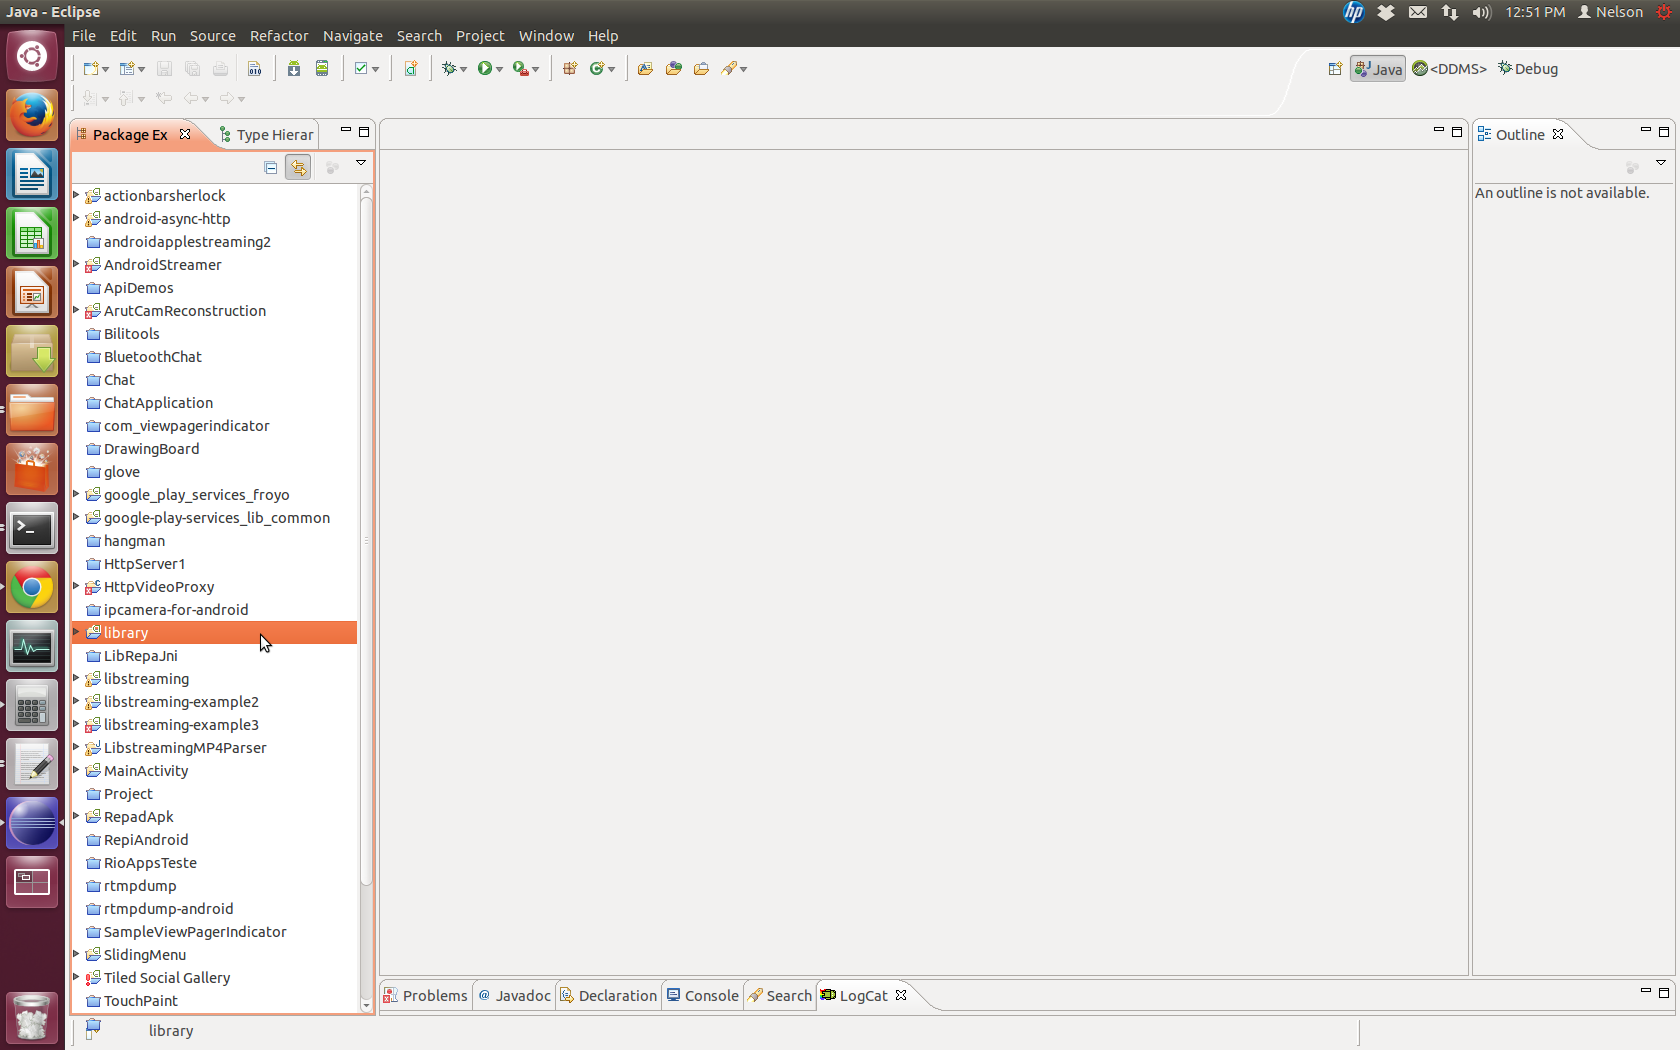 Java - Eclipse
12:51 PM
Nelson
File Edit Run Source Refactor Navigate Search Project Window Help
Java
<DDMS>
Debug
Package Ex
Type Hierar
actionbarsherlock
android-async-http
androidapplestreaming2
AndroidStreamer
ApiDemos
ArutCamReconstruction
Bilitools
BluetoothChat
Chat
ChatApplication
com_viewpagerindicator
DrawingBoard
glove
google_play_services_froyo
google-play-services_lib_common
hangman
HttpServer1
HttpVideoProxy
ipcamera-for-android
library
LibRepaJni
libstreaming
libstreaming-example2
libstreaming-example3
LibstreamingMP4Parser
MainActivity
Project
RepadApk
RepiAndroid
RioAppsTeste
rtmpdump
rtmpdump-android
SampleViewPagerIndicator
SlidingMenu
Tiled Social Gallery
TouchPaint
Outline
An outline is not available.
Problems
Javadoc
Declaration
Console
Search
LogCat
library